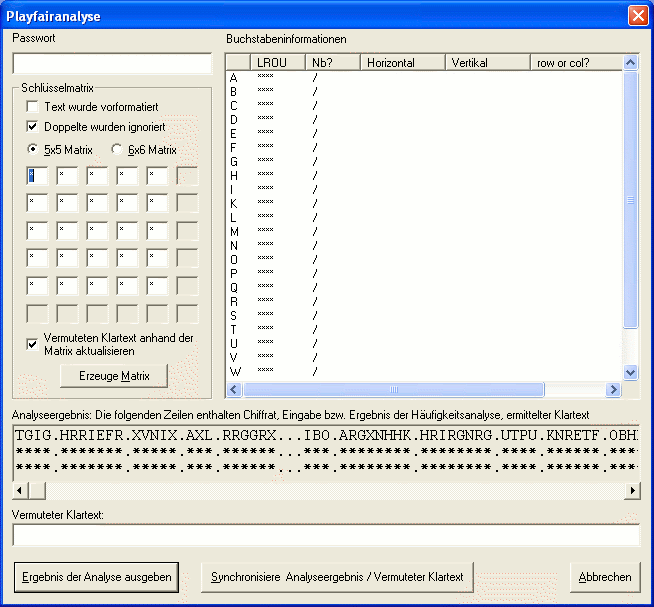 Playfairanalyse
Passwort
Schlüsselmatrix
Text wurde vorformatiert
Doppelte wurden ignoriert
5x5 Matrix 6x6 Matrix
* * * * *
* * * * *
* * * * *
* * * * *
* * * * *
Vermuteten Klartext anhand der
Matrix aktualisieren
Erzeuge Matrix
Buchstabeninformationen
LROU Nb? Horizontal Vertikal row or col?
A **** /
B **** /
C **** /
D **** /
E **** /
F **** /
G **** /
H **** /
I **** /
K **** /
L **** /
M **** /
N **** /
O **** /
P **** /
Q **** /
R **** /
S **** /
T **** /
U **** /
V **** /
W **** /
Analyseergebnis: Die folgenden Zeilen enthalten Chiffrat, Eingabe bzw. Ergebnis der Häufigkeitsanalyse, ermittelter Klartext
TGIG.HRRIEFR.XVNIX.AXL.RRGGRX...IBO.ARGXNHHK.HRIRGNRG.UTPU.KNRETF.OBH
****.*******.*****.***.******...***.********.********.****.******.***
****.*******.*****.***.******...***.********.********.****.******.***
Vermuteter Klartext:
Ergebnis der Analyse ausgeben Synchronisiere Analyseergebnis / Vermuteter Klartext Abbrechen